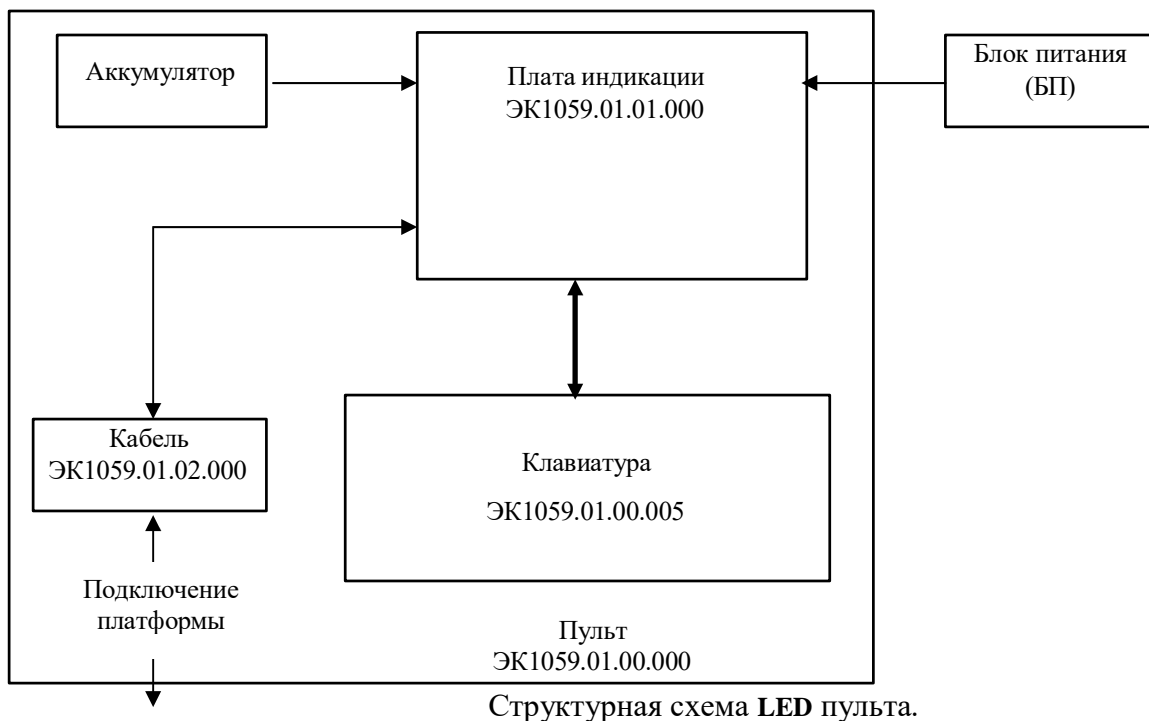 Аккумулятор
Плата индикации
ЭК1059.01.01.000
Блок питания
(БП)
Кабель
ЭК1059.01.02.000
Клавиатура
ЭК1059.01.00.005
Подключение
платформы
Пульт
ЭК1059.01.00.000
Структурная схема LED пульта.